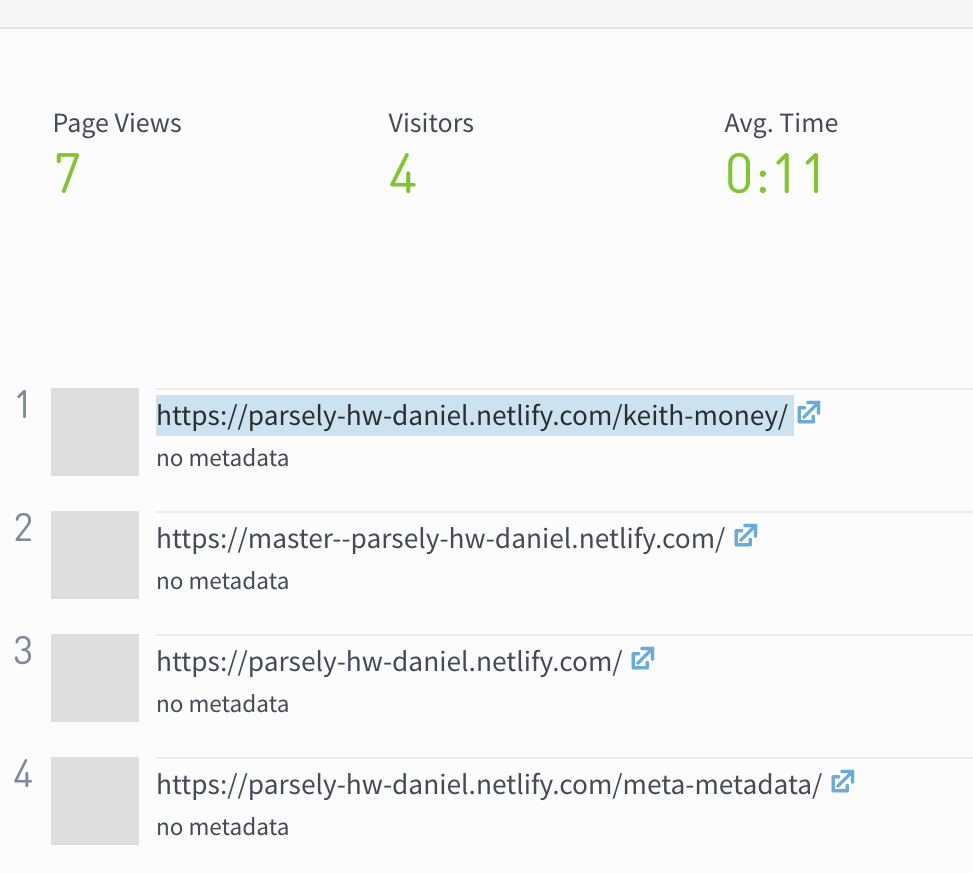 Page Views Visitors Avg. Time
7 4 0:11
1 https://parsely-hw-daniel.netlify.com/keith-money/
no metadata
2 https://master--parsely-hw-daniel.netlify.com/
no metadata
3 https://parsely-hw-daniel.netlify.com/
no metadata
4 https://parsely-hw-daniel.netlify.com/meta-metadata/
no metadata